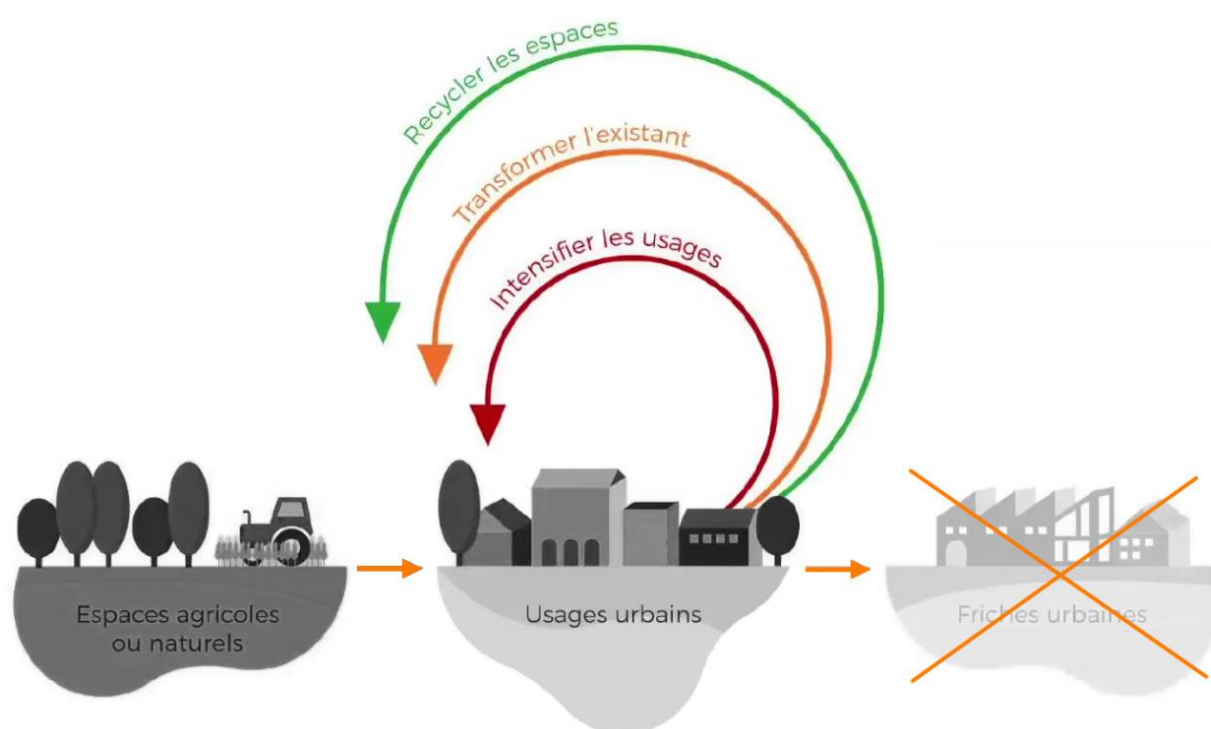 Recycler les espaces
Transformer l'existant
Intensifier les usages
Espaces agricoles
ou naturels
Usages urbains
Friches urbaines